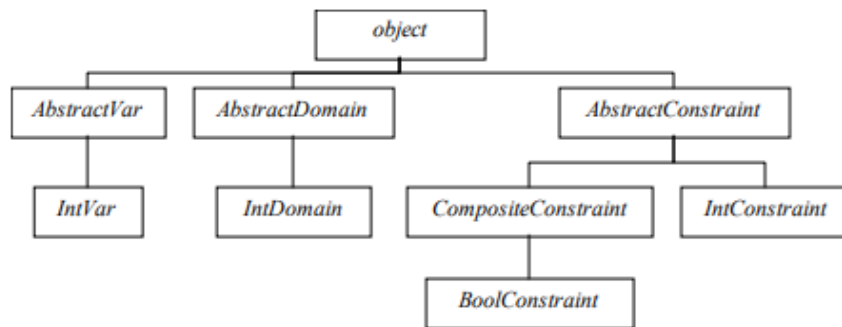 object
AbstractVar
AbstractDomain
AbstractConstraint
IntVar
IntDomain
CompositeConstraint
IntConstraint
BoolConstraint